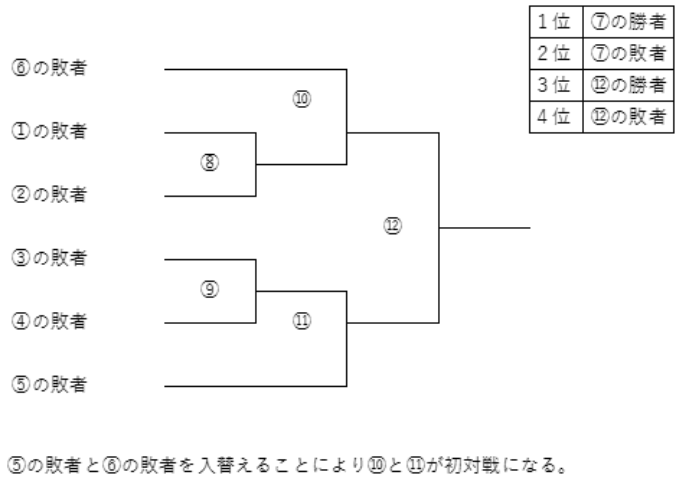 1位 ⑦の勝者
2位 ⑦の敗者
3位 ⑫の勝者
4位 ⑫の敗者
⑥の敗者
⑩
①の敗者
⑧
②の敗者
⑫
③の敗者
⑨
④の敗者
⑪
⑤の敗者
⑤の敗者と⑥の敗者を入替えることにより⑩と⑪が初対戦になる。